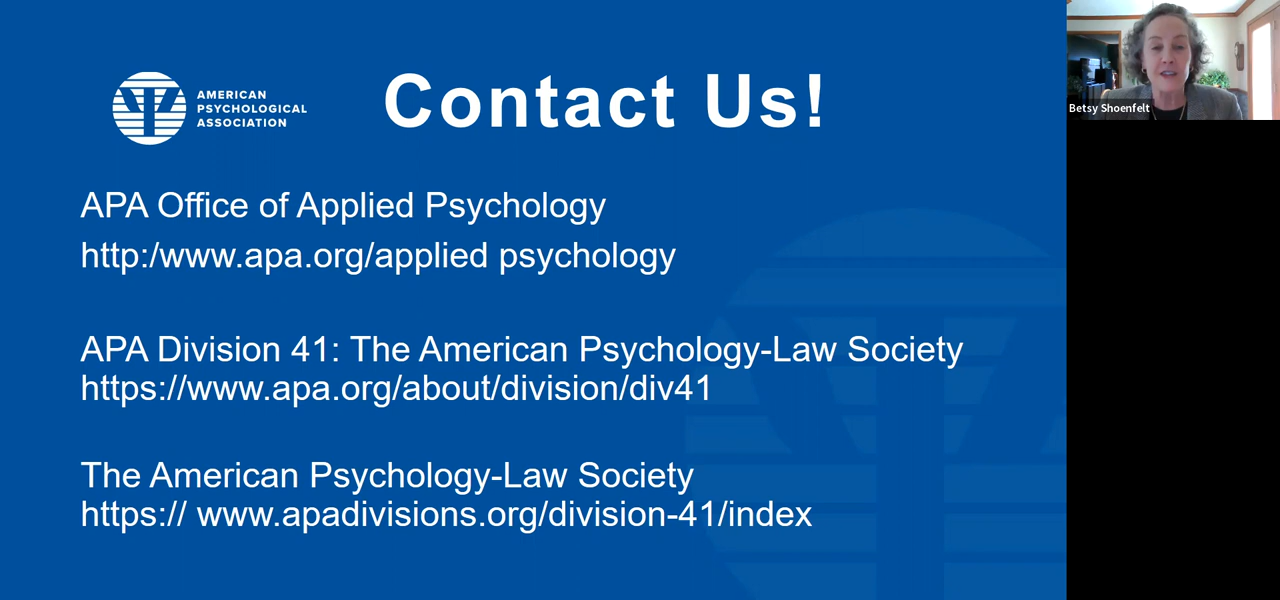 AMERICAN
PSYCHOLOGICAL
ASSOCIATION
Contact Us!
APA Office of Applied Psychology
http:/www.apa.org/applied psychology
APA Division 41: The American Psychology-Law Society
https://www.apa.org/about/division/div41
The American Psychology-Law Society
https:// www.apadivisions.org/division-41/index
Betsy Shoenfelt